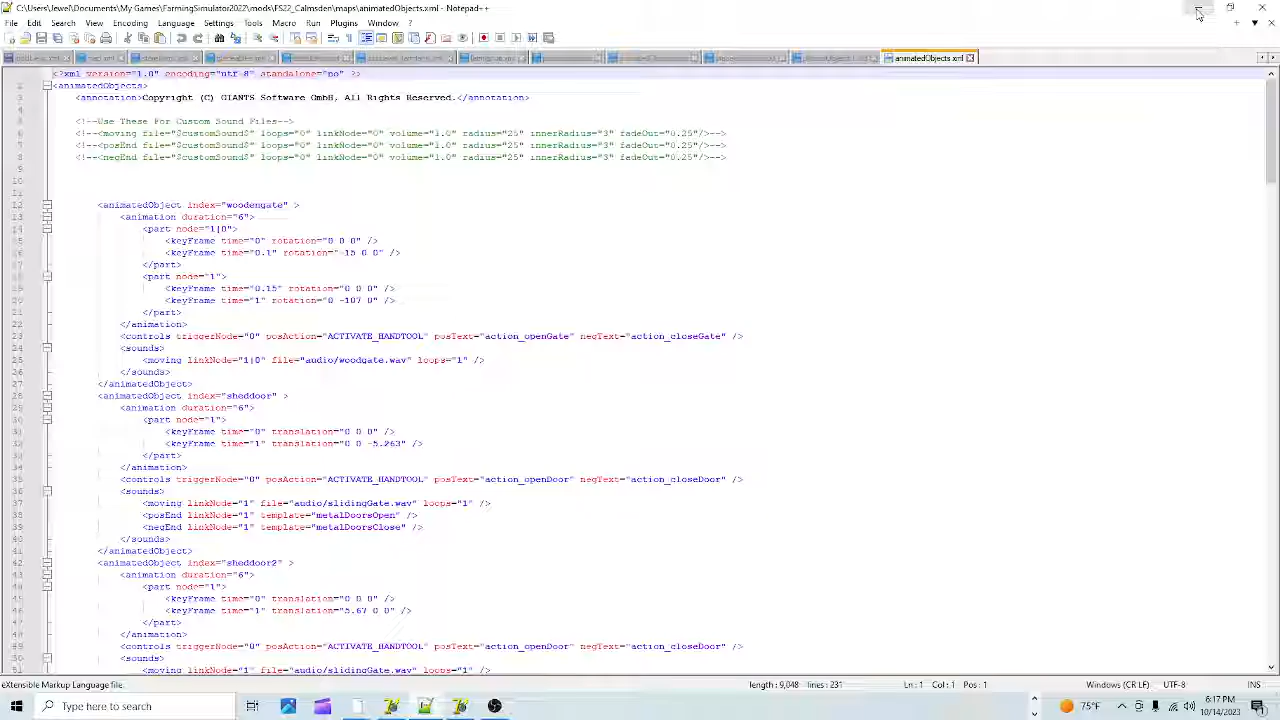 C:\Users\Jewel\Documents\My Games\FarmingSimulator2022\mods\FS22_Calmsden\maps\animatedObjects.xml - Notepad++
File Edit Search View Encoding Language Settings Tools Macro Run Plugins Window ?
animatedObjects.xml
<?xml version="1.0" encoding="utf-8" standalone="no" ?>
<animatedObjects>
<annotation>Copyright (C) GIANTS Software GmbH, All Rights Reserved.</annotation>
<!--Use These For Custom Sound Files-->
<!--<moving file="$customSound$" loops="0" linkNode="0" volume="1.0" radius="25" innerRadius="3" fadeOut="0.25"/>-->
<!--<posEnd file="$customSound$" loops="0" linkNode="0" volume="1.0" radius="25" innerRadius="3" fadeOut="0.25"/>-->
<!--<negEnd file="$customSound$" loops="0" linkNode="0" volume="1.0" radius="25" innerRadius="3" fadeOut="0.25"/>-->
<animatedObject index="woodengate" >
<animation duration="6">
<part node="1|0">
<keyFrame time="0" rotation="0 0 0" />
<keyFrame time="0.1" rotation="-15 0 0" />
</part>
<part node="1">
<keyFrame time="0.15" rotation="0 0 0" />
<keyFrame time="1" rotation="0 -107 0" />
</part>
</animation>
<controls triggerNode="0" posAction="ACTIVATE_HANDTOOL" posText="action_openGate" negText="action_closeGate" />
<sounds>
<moving linkNode="1|0" file="audio/woodgate.wav" loops="1" />
</sounds>
</animatedObject>
<animatedObject index="sheddoor" >
<animation duration="6">
<part node="1">
<keyFrame time="0" translation="0 0 0" />
<keyFrame time="1" translation="0 0 -5.263" />
</part>
</animation>
<controls triggerNode="0" posAction="ACTIVATE_HANDTOOL" posText="action_openDoor" negText="action_closeDoor" />
<sounds>
<moving linkNode="1" file="audio/slidingGate.wav" loops="1" />
<posEnd linkNode="1" template="metalDoorsOpen" />
<negEnd linkNode="1" template="metalDoorsClose" />
</sounds>
</animatedObject>
<animatedObject index="sheddoor2" >
<animation duration="6">
<part node="1">
<keyFrame time="0" translation="0 0 0" />
<keyFrame time="1" translation="5.67 0 0" />
</part>
</animation>
<controls triggerNode="0" posAction="ACTIVATE_HANDTOOL" posText="action_openDoor" negText="action_closeDoor" />
<sounds>
<moving linkNode="1" file="audio/slidingGate.wav" loops="1" />
eXtensible Markup Language file length : 9,048 lines : 231 Ln : 1 Col : 1 Pos : 1 Windows (CR LF) UTF-8 INS
Type here to search 75°F 6:17 PM
10/14/2023